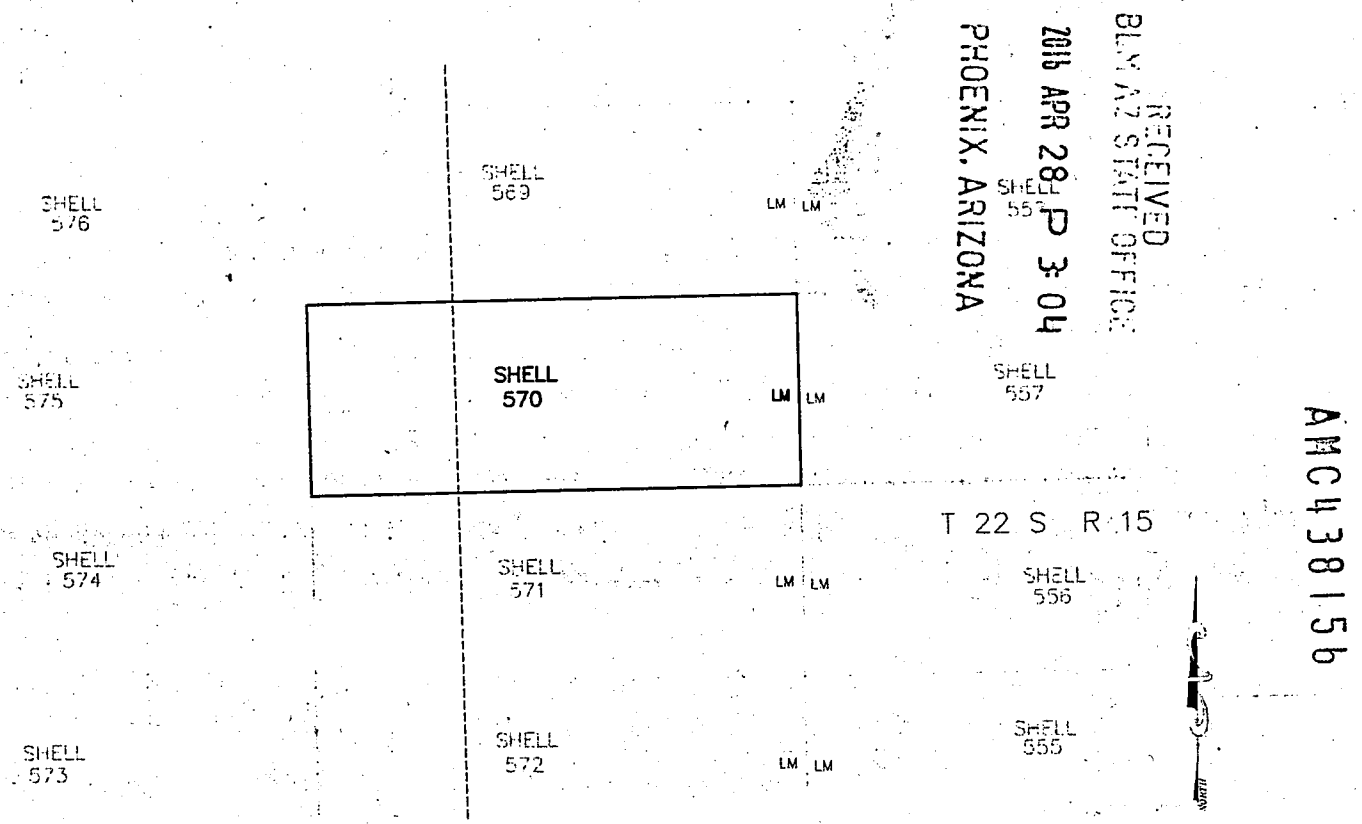 RECEIVED
BLM AZ STATE OFFICE
2016 APR 28 P 3:04
PHOENIX, ARIZONA
AMC438156
SHELL
576
SHELL
569
LM LM
SHELL
SHELL
575
SHELL
570
LM LM
SHELL
557
T 22 S R 15
SHELL
574
SHELL
571
LM LM
SHELL
556
SHELL
573
SHELL
572
LM LM
SHELL
555
NORTH